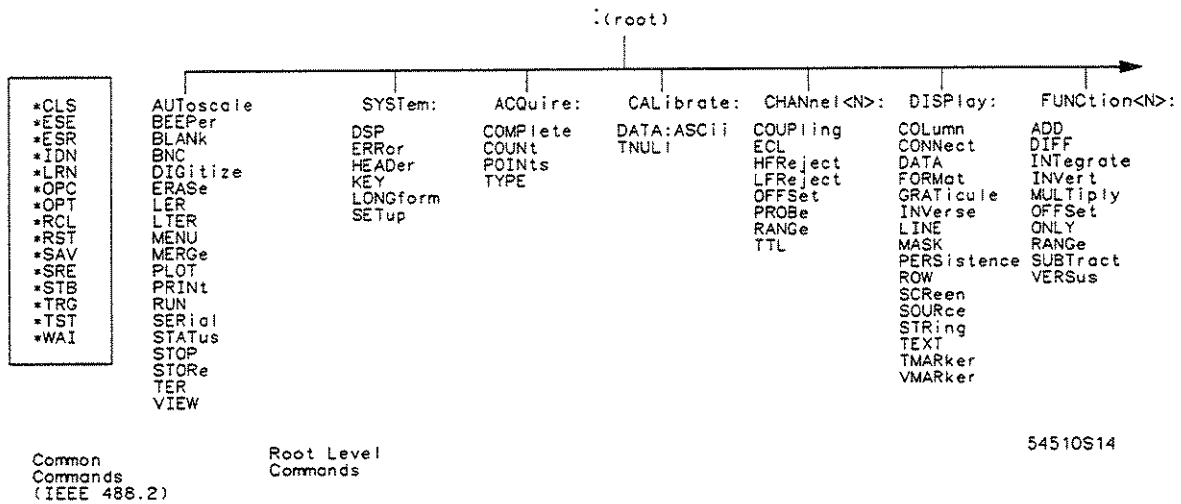 :(root)
*CLS
*ESE
*ESR
*IDN
*LRN
*OPC
*OPT
*RCL
*RST
*SAV
*SRE
*STB
*TRG
*TST
*WAI
AUToscale
BEEPer
BLANk
BNC
DIGitize
ERASe
LER
LTER
MENU
MERGe
PLOT
PRINt
RUN
SERial
STATus
STOP
STORe
TER
VIEW
SYSTem:
DSP
ERRor
HEADer
KEY
LONGform
SETup
ACQuire:
COMPlete
COUNt
POINts
TYPE
CALibrate:
DATA:ASCii
TNULl
CHANnel<N>:
COUPling
ECL
HFReject
LFReject
OFFSet
PROBe
RANGe
TTL
DISPlay:
COLumn
CONNect
DATA
FORMat
GRATicule
INVerse
LINE
MASK
PERSistence
ROW
SCReen
SOURce
STRing
TEXT
TMARker
VMARker
FUNCtion<N>:
ADD
DIFF
INTegrate
INVert
MULTiply
OFFSet
ONLY
RANGe
SUBTract
VERSus
Common
Commands
(IEEE 488.2)
Root Level
Commands
54510S14